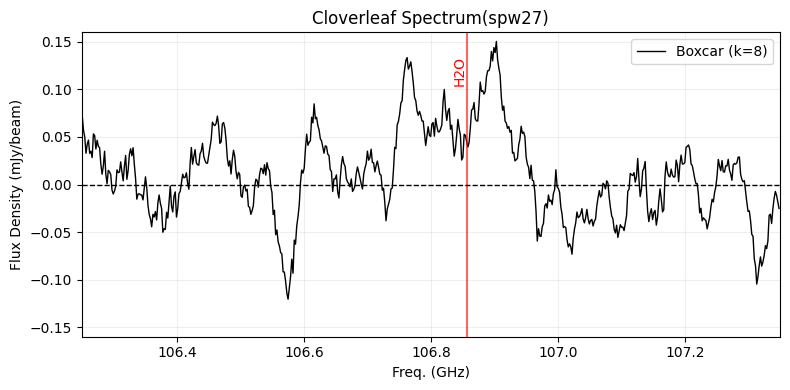 Cloverleaf Spectrum(spw27)
Boxcar (k=8)
H2O
0.15
0.10
0.05
0.00
−0.05
−0.10
−0.15
Flux Density (mJy/beam)
106.4 106.6 106.8 107.0 107.2
Freq. (GHz)